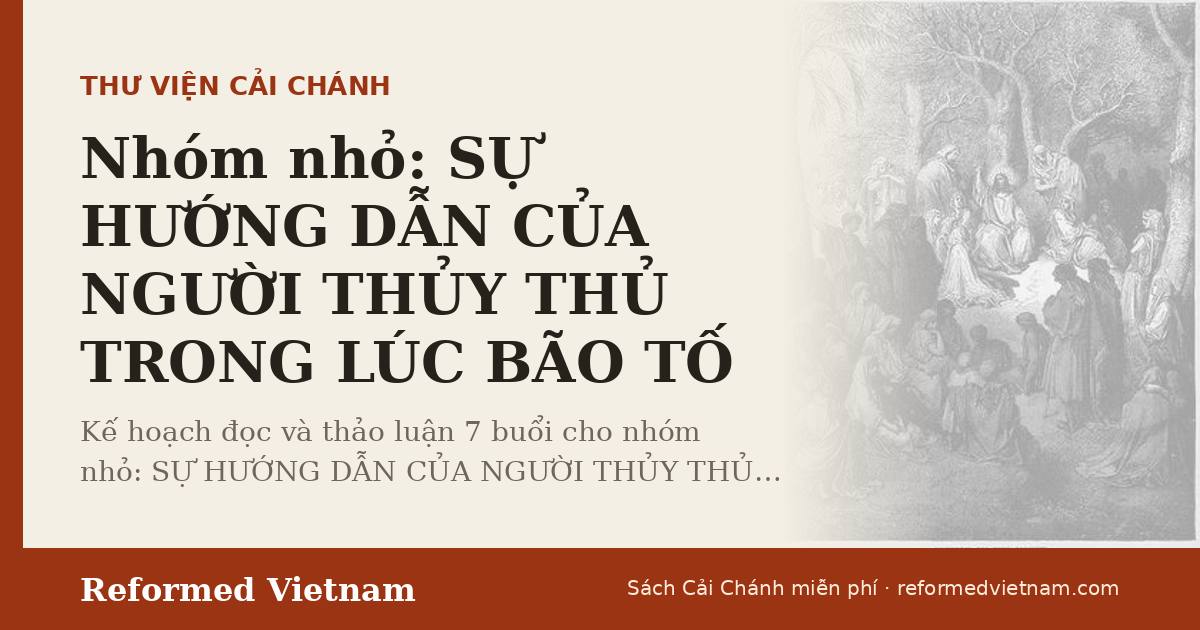 THƯ VIỆN CẢI CHÁNH
Nhóm nhỏ: SỰ
HƯỚNG DẪN CỦA
NGƯỜI THỦY THỦ
TRONG LÚC BÃO TỐ
Kế hoạch đọc và thảo luận 7 buổi cho nhóm
nhỏ: SỰ HƯỚNG DẪN CỦA NGƯỜI THỦY THỦ...
Reformed Vietnam
Sách Cải Chánh miễn phí · reformedvietnam.com